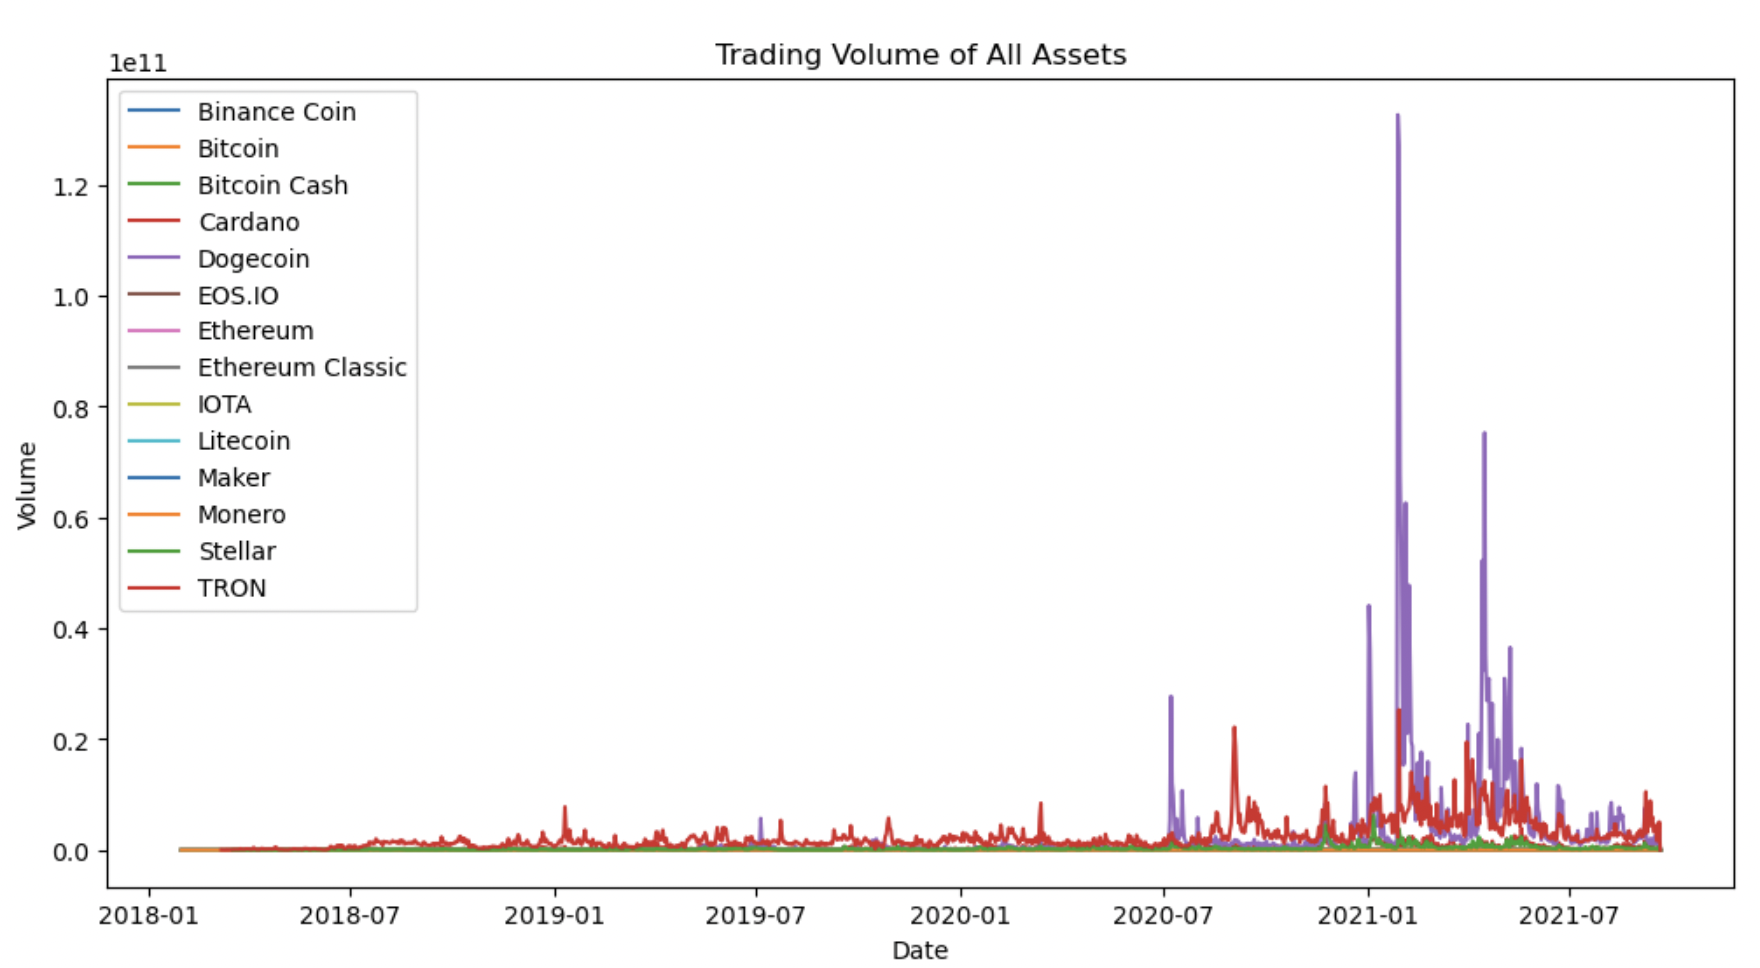 Trading Volume of All Assets
1e11
Binance Coin
Bitcoin
Bitcoin Cash
Cardano
Dogecoin
EOS.IO
Ethereum
Ethereum Classic
IOTA
Litecoin
Maker
Monero
Stellar
TRON
1.2
1.0
0.8
0.6
0.4
0.2
0.0
Volume
2018-01 2018-07 2019-01 2019-07 2020-01 2020-07 2021-01 2021-07
Date